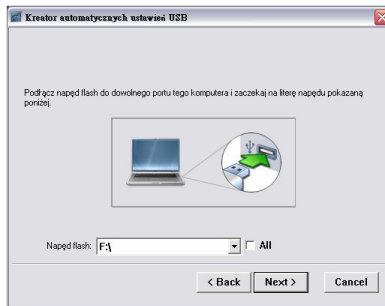 Kreator automatycznych ustawień USB
Podłącz napęd flash do dowolnego portu tego komputera i zaczekaj na literę napędu pokazaną
poniżej.
Napęd flash: F:\ All
< Back Next > Cancel